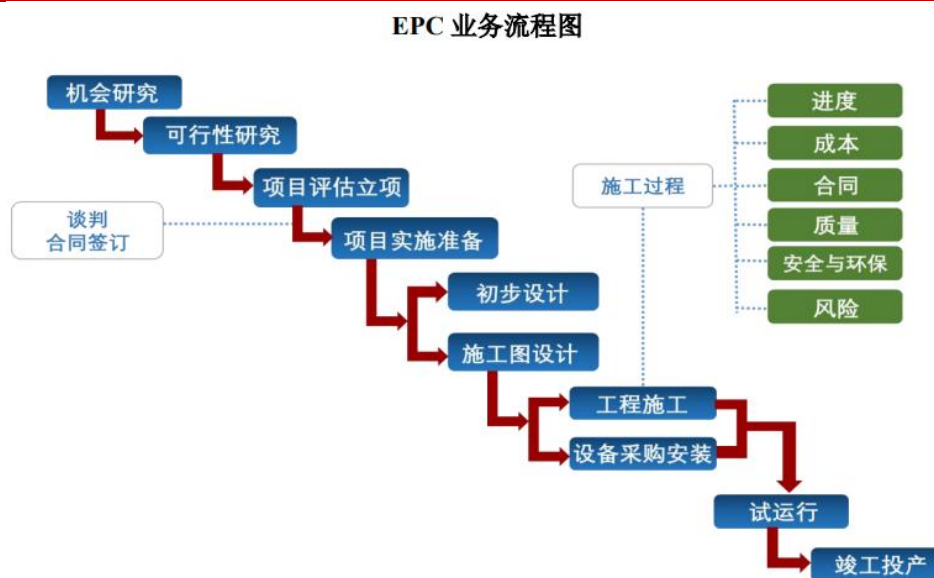 EPC 业务流程图
机会研究
可行性研究
项目评估立项
谈判
合同签订
项目实施准备
初步设计
施工图设计
工程施工
设备采购安装
施工过程
进度
成本
合同
质量
安全与环保
风险
试运行
竣工投产